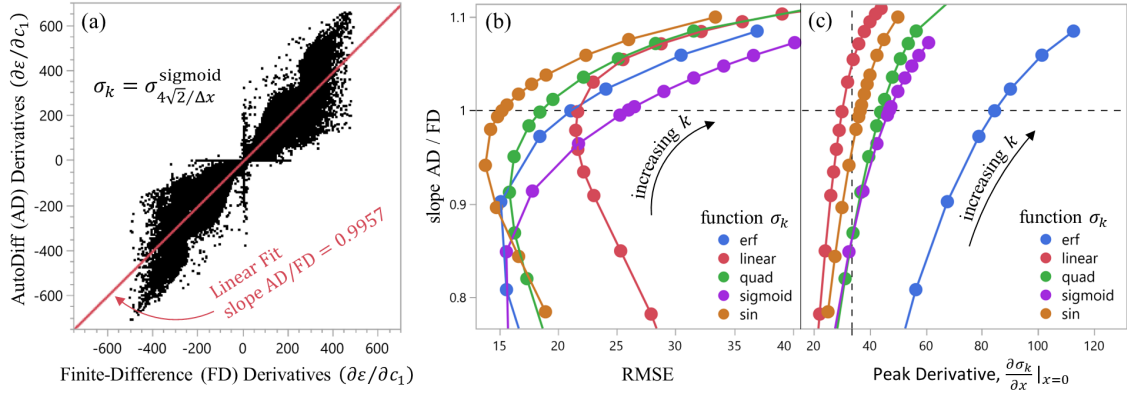 (a)
AutoDiff (AD) Derivatives (∂ε/∂c₁)
600
400
200
0
-200
-400
-600
σₖ = σ^sigmoid_4√2/Δx
Linear Fit
slope AD/FD = 0.9957
-600 -400 -200 0 200 400 600
Finite-Difference (FD) Derivatives (∂ε/∂c₁)
(b)
slope AD / FD
1.1
1
0.9
0.8
increasing k
function σₖ
erf
linear
quad
sigmoid
sin
15 20 25 30 35 40
RMSE
(c)
increasing k
function σₖ
erf
linear
quad
sigmoid
sin
20 40 60 80 100 120
Peak Derivative, ∂σₖ/∂x |ₓ₌₀